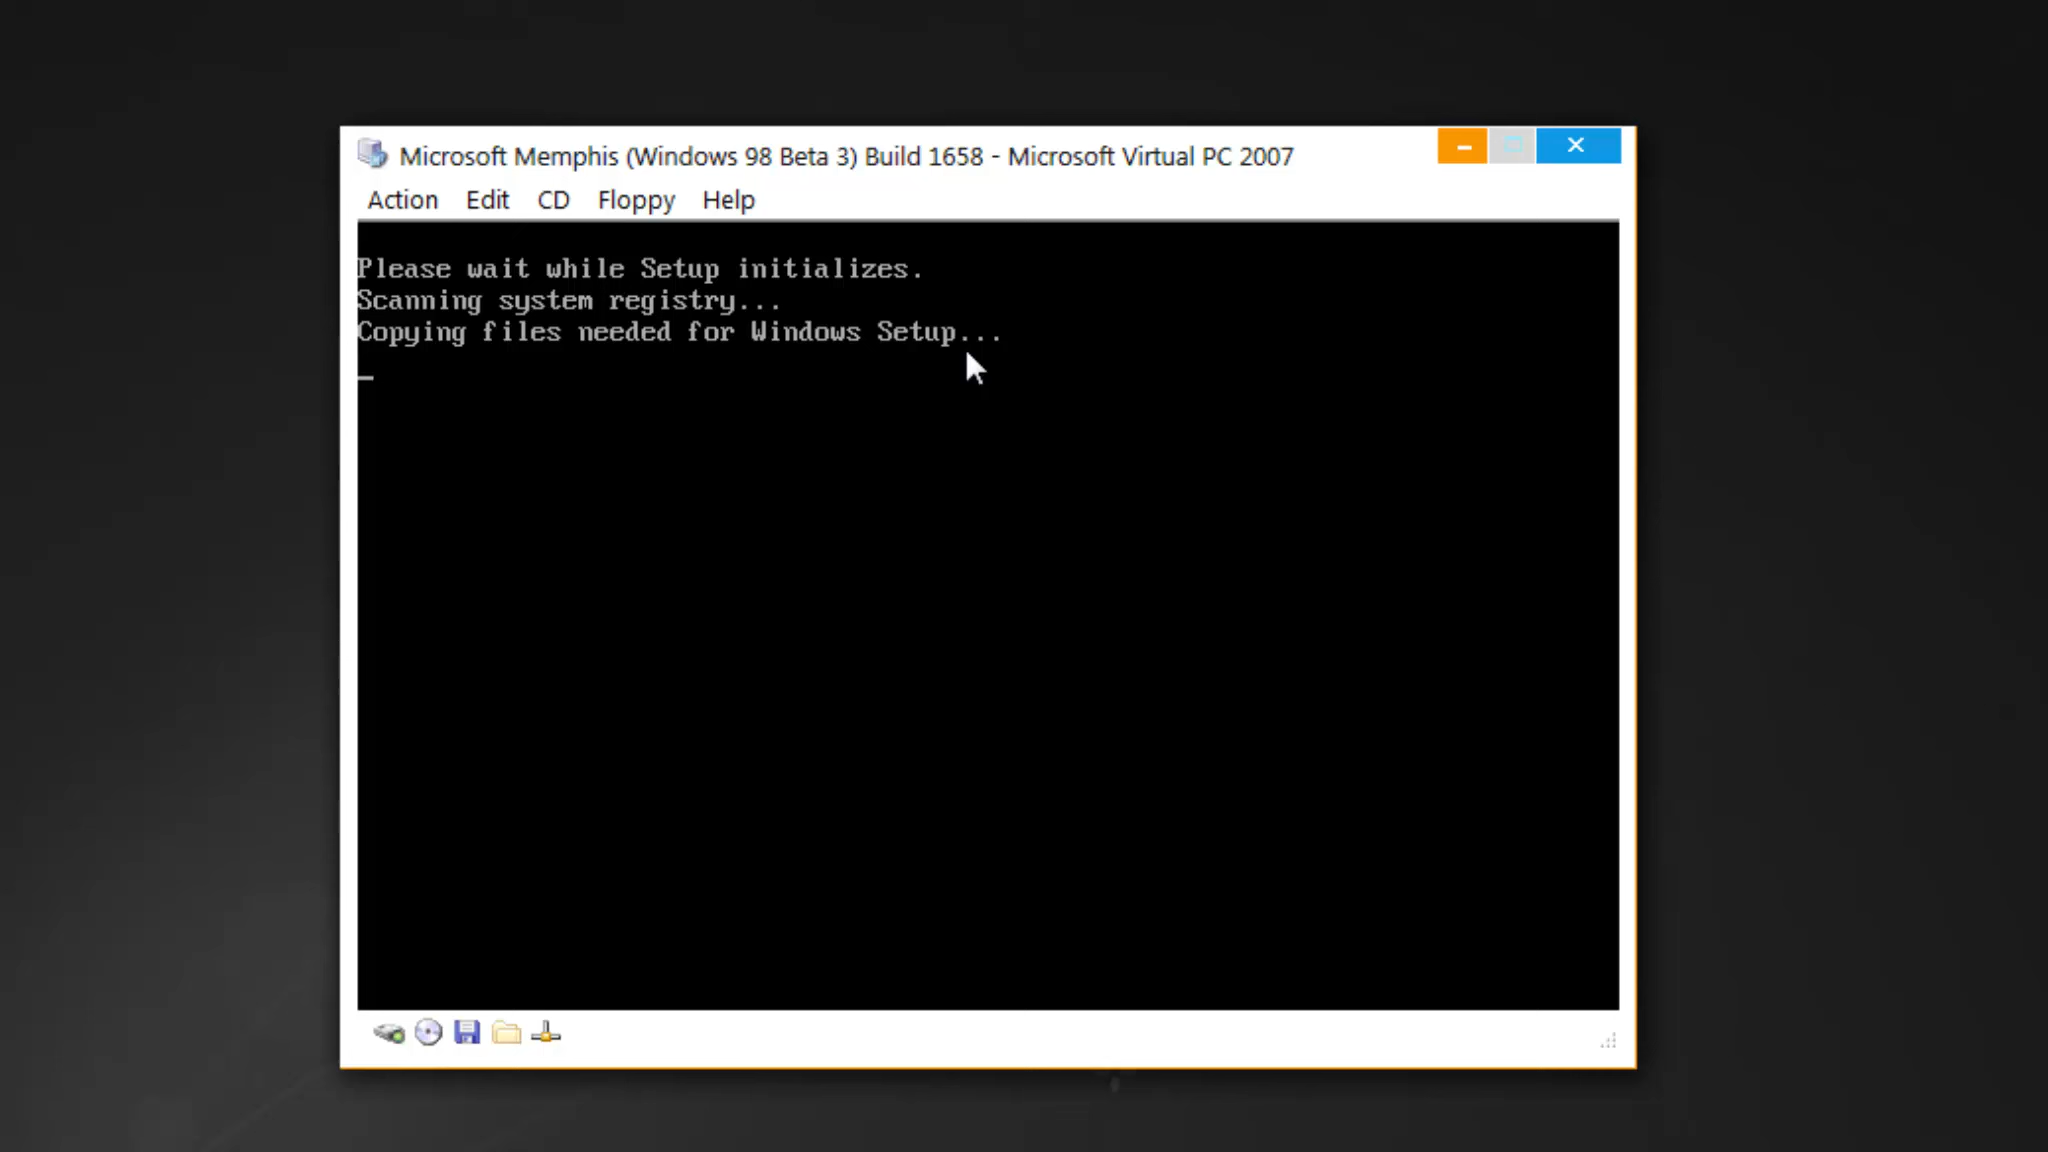 Microsoft Memphis (Windows 98 Beta 3) Build 1658 - Microsoft Virtual PC 2007
Action Edit CD Floppy Help
Please wait while Setup initializes.
Scanning system registry...
Copying files needed for Windows Setup...